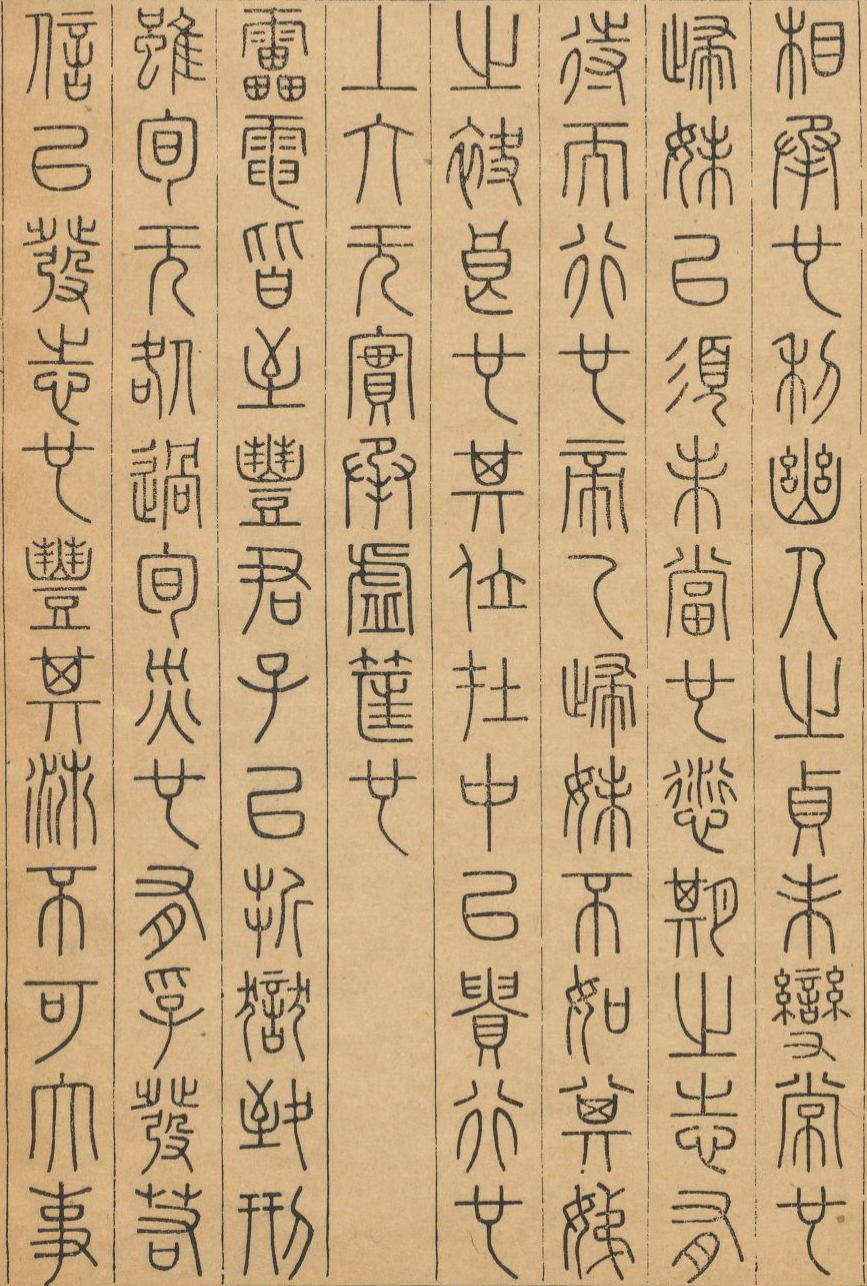 相承也利幽人之貞未變常也
歸妹以須未當也愆期之志有
待而行也帝乙歸妹不如其娣
之袂良也其位在中以貴行也
上六无實承虛筐也
雷電皆至豐君子以折獄致刑
雖旬无咎過旬災也有孚發若
信以發志也豐其沛不可大事